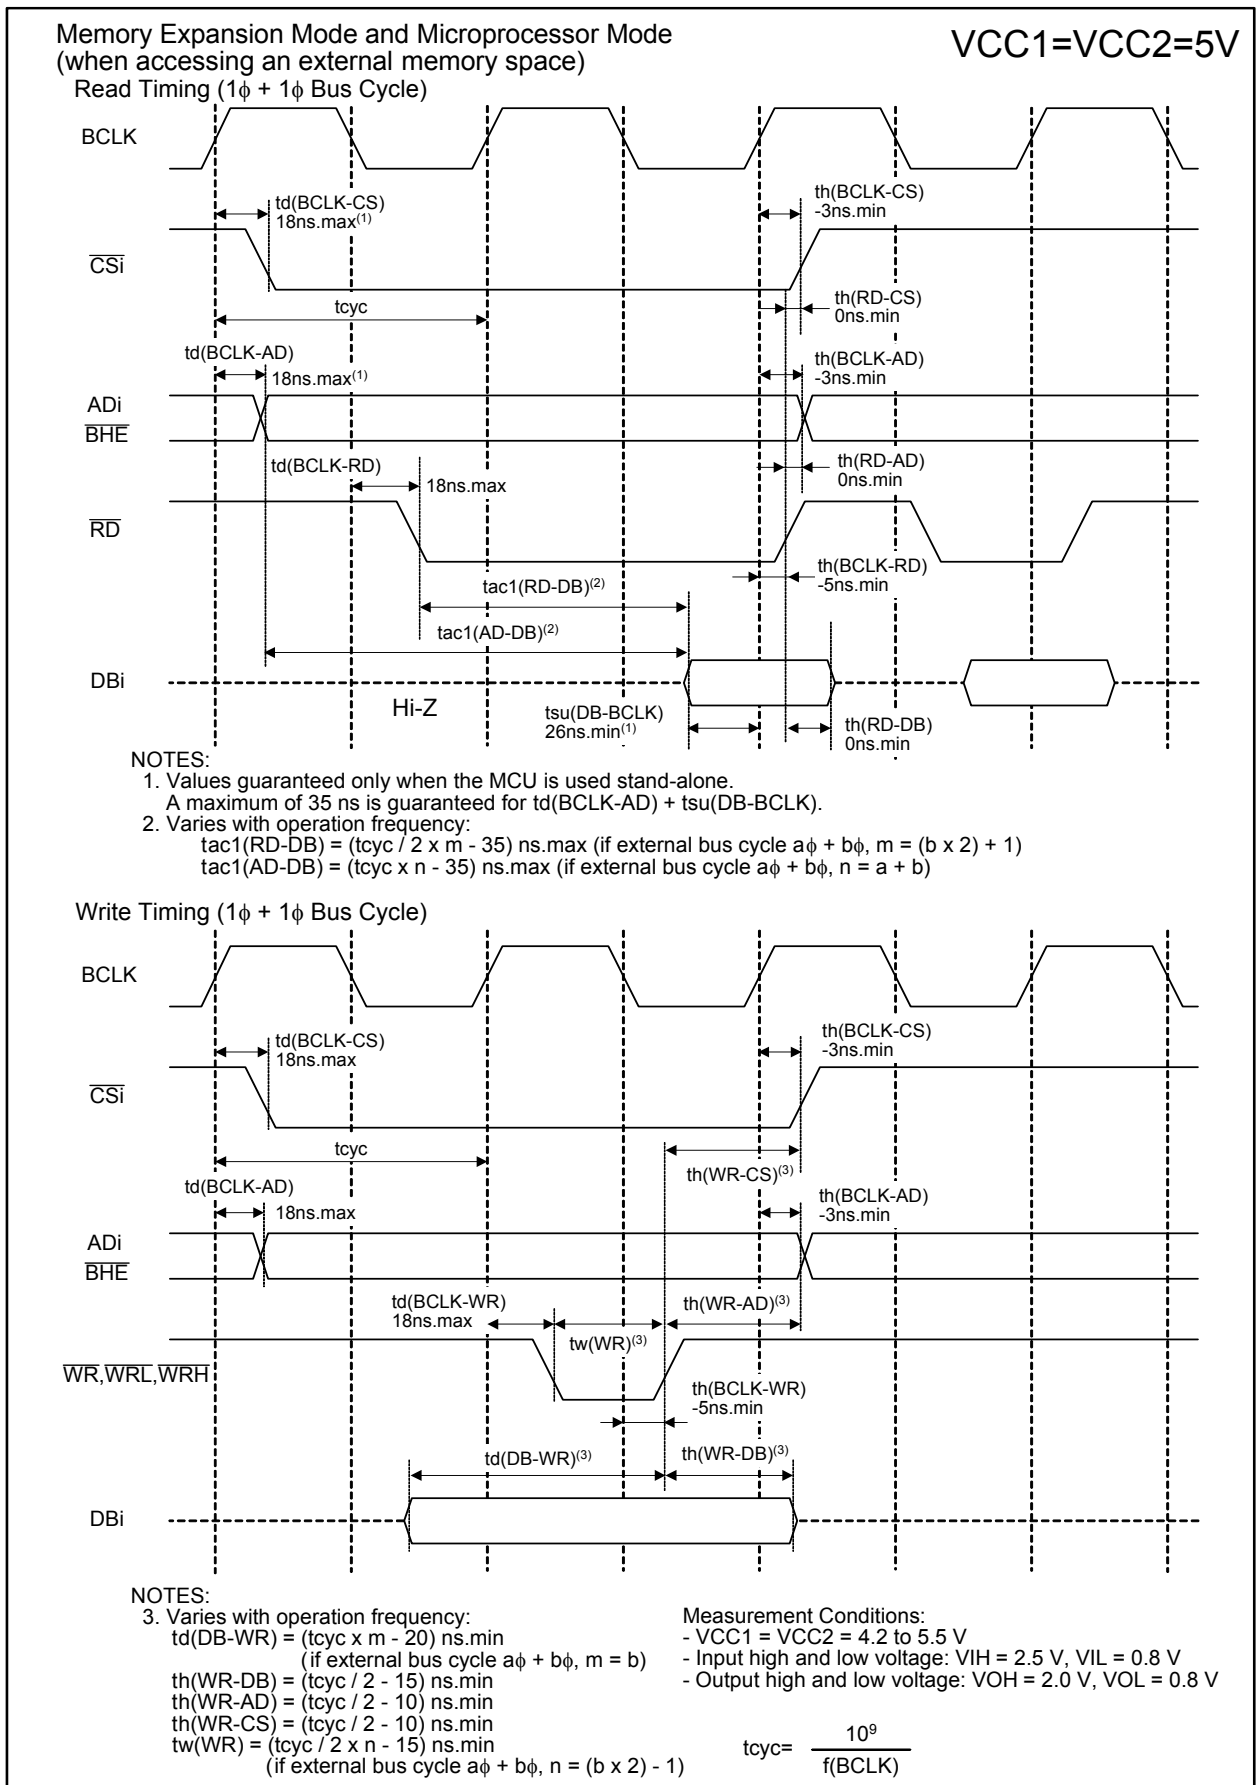 Memory Expansion Mode and Microprocessor Mode
(when accessing an external memory space)
VCC1=VCC2=5V
Read Timing (1ϕ + 1ϕ Bus Cycle)
BCLK
td(BCLK-CS)
18ns.max(1)
th(BCLK-CS)
-3ns.min
CSi
tcyc
th(RD-CS)
0ns.min
td(BCLK-AD)
18ns.max(1)
th(BCLK-AD)
-3ns.min
ADi
BHE
td(BCLK-RD)
18ns.max
th(RD-AD)
0ns.min
RD
th(BCLK-RD)
-5ns.min
tac1(RD-DB)(2)
tac1(AD-DB)(2)
DBi
Hi-Z
tsu(DB-BCLK)
26ns.min(1)
th(RD-DB)
0ns.min
NOTES:
1. Values guaranteed only when the MCU is used stand-alone.
A maximum of 35 ns is guaranteed for td(BCLK-AD) + tsu(DB-BCLK).
2. Varies with operation frequency:
tac1(RD-DB) = (tcyc / 2 x m - 35) ns.max (if external bus cycle aϕ + bϕ, m = (b x 2) + 1)
tac1(AD-DB) = (tcyc x n - 35) ns.max (if external bus cycle aϕ + bϕ, n = a + b)
Write Timing (1ϕ + 1ϕ Bus Cycle)
BCLK
td(BCLK-CS)
18ns.max
th(BCLK-CS)
-3ns.min
CSi
tcyc
th(WR-CS)(3)
td(BCLK-AD)
18ns.max
th(BCLK-AD)
-3ns.min
ADi
BHE
td(BCLK-WR)
18ns.max
tw(WR)(3)
th(WR-AD)(3)
WR,WRL,WRH
th(BCLK-WR)
-5ns.min
td(DB-WR)(3)
th(WR-DB)(3)
DBi
NOTES:
3. Varies with operation frequency:
td(DB-WR) = (tcyc x m - 20) ns.min
(if external bus cycle aϕ + bϕ, m = b)
th(WR-DB) = (tcyc / 2 - 15) ns.min
th(WR-AD) = (tcyc / 2 - 10) ns.min
th(WR-CS) = (tcyc / 2 - 10) ns.min
tw(WR) = (tcyc / 2 x n - 15) ns.min
(if external bus cycle aϕ + bϕ, n = (b x 2) - 1)
Measurement Conditions:
- VCC1 = VCC2 = 4.2 to 5.5 V
- Input high and low voltage: VIH = 2.5 V, VIL = 0.8 V
- Output high and low voltage: VOH = 2.0 V, VOL = 0.8 V
tcyc=
10⁹
f(BCLK)